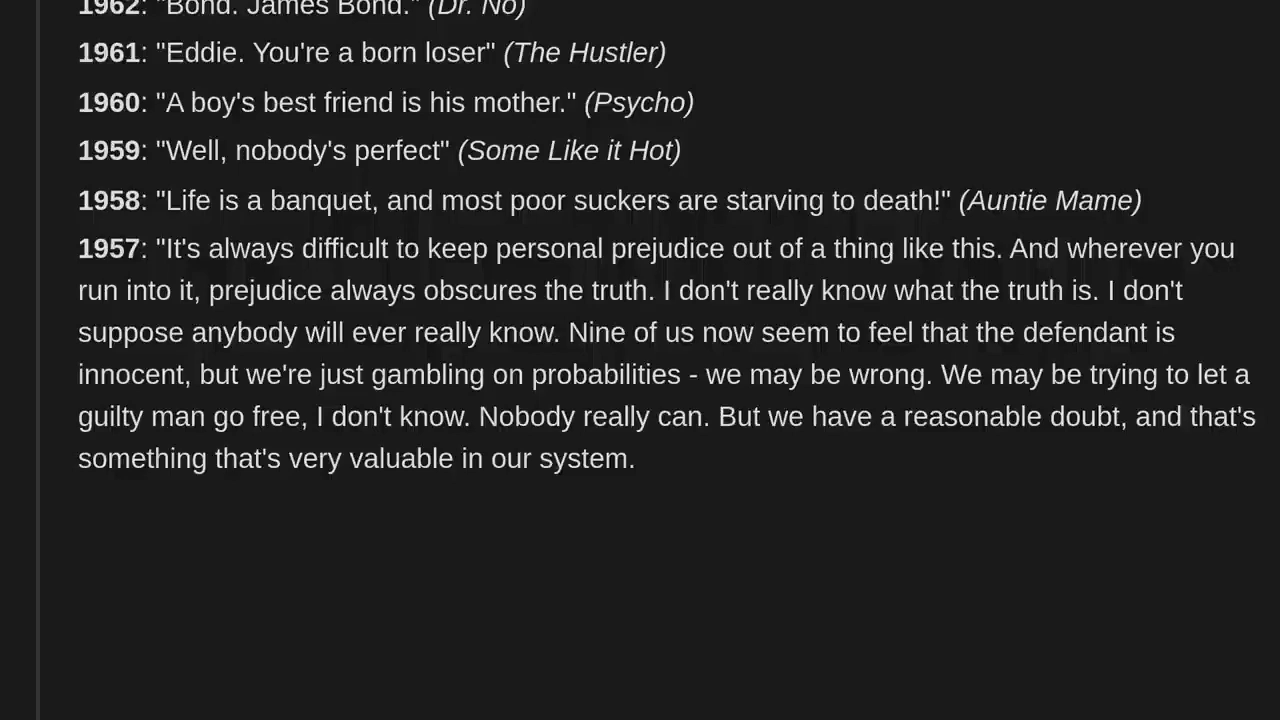 1962: "Bond. James Bond." (Dr. No)
1961: "Eddie. You're a born loser" (The Hustler)
1960: "A boy's best friend is his mother." (Psycho)
1959: "Well, nobody's perfect" (Some Like it Hot)
1958: "Life is a banquet, and most poor suckers are starving to death!" (Auntie Mame)
1957: "It's always difficult to keep personal prejudice out of a thing like this. And wherever you
run into it, prejudice always obscures the truth. I don't really know what the truth is. I don't
suppose anybody will ever really know. Nine of us now seem to feel that the defendant is
innocent, but we're just gambling on probabilities - we may be wrong. We may be trying to let a
guilty man go free, I don't know. Nobody really can. But we have a reasonable doubt, and that's
something that's very valuable in our system.